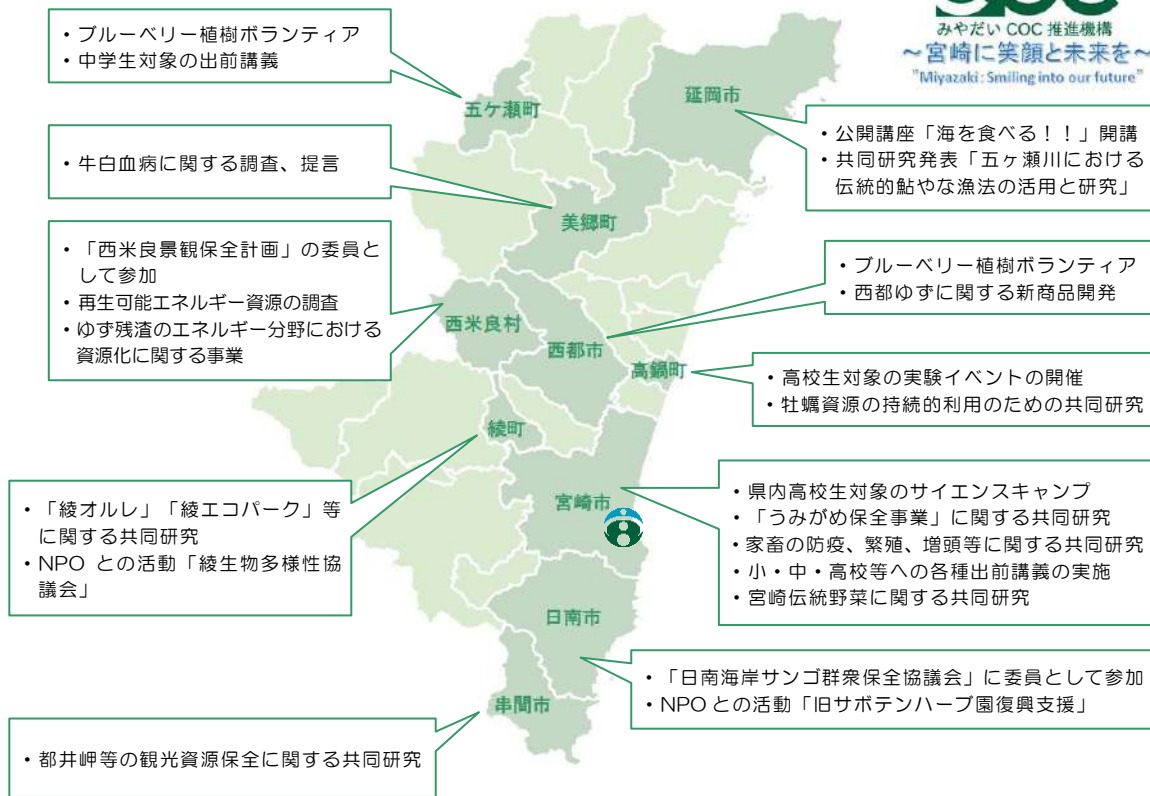 みやだい COC 推進機構
～宮崎に笑顔と未来を～
"Miyazaki: Smiling into our future"
・ブルーベリー植樹ボランティア
・中学生対象の出前講義
五ケ瀬町
延岡市
・公開講座「海を食べる！！」開講
・共同研究発表「五ヶ瀬川における
伝統的鮎やな漁法の活用と研究」
・牛白血病に関する調査、提言
美郷町
・「西米良景観保全計画」の委員と
して参加
・再生可能エネルギー資源の調査
・ゆず残渣のエネルギー分野における
資源化に関する事業
西米良村
・ブルーベリー植樹ボランティア
・西都ゆずに関する新商品開発
西都市
高鍋町
・高校生対象の実験イベントの開催
・牡蠣資源の持続的利用のための共同研究
綾町
・「綾オルレ」「綾エコパーク」等
に関する共同研究
・NPO との活動「綾生物多様性協
議会」
宮崎市
・県内高校生対象のサイエンスキャンプ
・「うみがめ保全事業」に関する共同研究
・家畜の防疫、繁殖、増頭等に関する共同研究
・小・中・高校等への各種出前講義の実施
・宮崎伝統野菜に関する共同研究
日南市
・「日南海岸サンゴ群衆保全協議会」に委員として参加
・NPO との活動「旧サボテンハーブ園復興支援」
串間市
・都井岬等の観光資源保全に関する共同研究